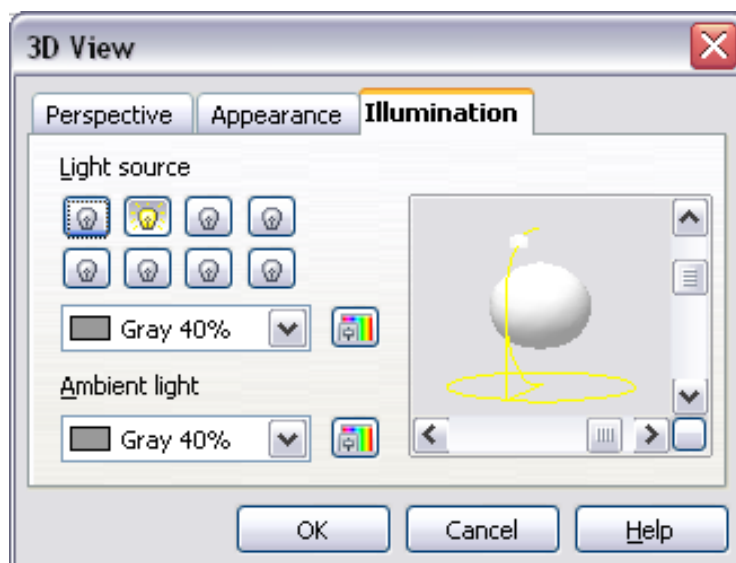 3D View
Perspective Appearance Illumination
Light source
Gray 40%
Ambient light
Gray 40%
OK Cancel Help